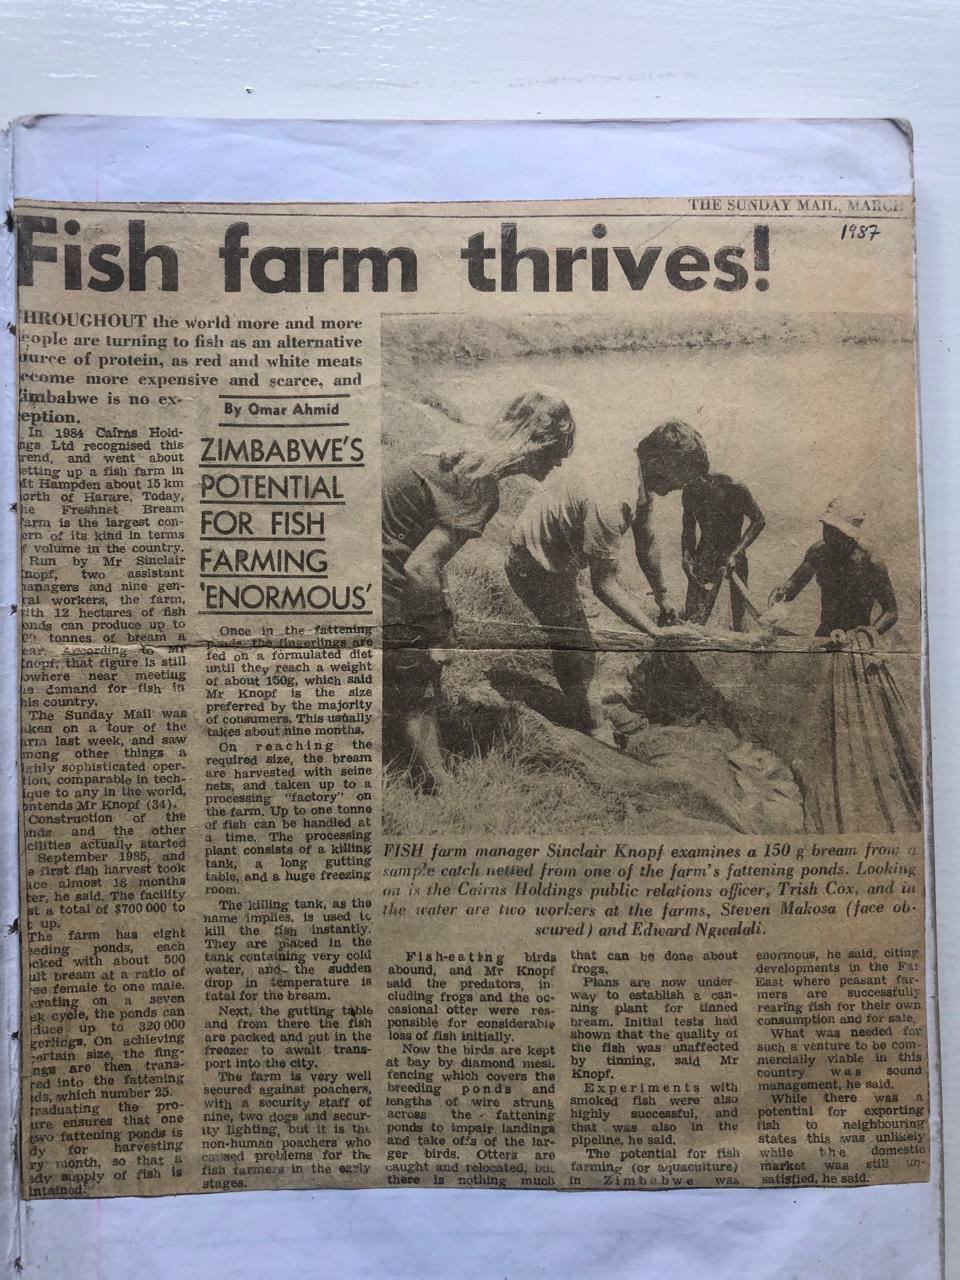 THE SUNDAY MAIL, MARCH
1987
Fish farm thrives!
HROUGHOUT the world more and more
eople are turning to fish as an alternative
ource of protein, as red and white meats
ecome more expensive and scarce, and
imbabwe is no ex-
eption.
In 1984 Cairns Hold-
ngs Ltd recognised this
rend, and went about
etting up a fish farm in
Mt Hampden about 15 km
orth of Harare. Today,
he Freshnet Bream
arm is the largest con-
ern of its kind in terms
f volume in the country.
Run by Mr Sinclair
nopf, two assistant
anagers and nine gen-
ral workers, the farm,
ith 12 hectares of fish
onds can produce up to
tonnes of bream a
ear. According to Mr
nopf, that figure is still
owhere near meeting
e demand for fish in
his country.
The Sunday Mail was
aken on a tour of the
arm last week, and saw
mong other things a
ighly sophisticated oper-
tion, comparable in tech-
que to any in the world,
ontends Mr Knopf (34).
Construction of the
nds and the other
cilities actually started
September 1985, and
e first fish harvest took
ace almost 18 months
ter, he said. The facility
st a total of $700 000 to
t up.
The farm has eight
eeding ponds, each
cked with about 500
ult bream at a ratio of
ree female to one male.
erating on a seven
ek cycle, the ponds can
duce up to 320 000
gerlings. On achieving
certain size, the fing-
ngs are then trans-
red into the fattening
ds, which number 25.
raduating the pro-
ure ensures that one
two fattening ponds is
dy for harvesting
ry month, so that a
ady supply of fish is
intained.
By Omar Ahmid
ZIMBABWE'S
POTENTIAL
FOR FISH
FARMING
'ENORMOUS'
Once in the fattening
ponds the fingerlings are
fed on a formulated diet
until they reach a weight
of about 150g, which said
Mr Knopf is the size
preferred by the majority
of consumers. This usually
takes about nine months.
On reaching the
required size, the bream
are harvested with seine
nets, and taken up to a
processing "factory" on
the farm. Up to one tonne
of fish can be handled at
a time. The processing
plant consists of a killing
tank, a long gutting
table, and a huge freezing
room.
The killing tank, as the
name implies, is used to
kill the fish instantly.
They are placed in the
tank containing very cold
water, and the sudden
drop in temperature is
fatal for the bream.
Next, the gutting table
and from there the fish
are packed and put in the
freezer to await trans-
port into the city.
The farm is very well
secured against poachers,
with a security staff of
nine, two dogs and secur-
ity lighting, but it is the
non-human poachers who
caused problems for the
fish farmers in the early
stages.
FISH farm manager Sinclair Knopf examines a 150 g bream from a
sample catch netted from one of the farm's fattening ponds. Looking
on is the Cairns Holdings public relations officer, Trish Cox, and in
the water are two workers at the farms, Steven Makosa (face ob-
scured) and Edward Ngwalali.
Fish-eating birds
abound, and Mr Knopf
said the predators, in
cluding frogs and the oc-
casional otter were res-
ponsible for considerable
loss of fish initially.
Now the birds are kept
at bay by diamond mesh
fencing which covers the
breeding ponds and
lengths of wire strung
across the fattening
ponds to impair landings
and take offs of the lar-
ger birds. Otters are
caught and relocated, but
there is nothing much
that can be done about
frogs.
Plans are now under-
way to establish a can-
ning plant for tinned
bream. Initial tests had
shown that the quality of
the fish was unaffected
by tinning, said Mr
Knopf.
Experiments with
smoked fish were also
highly successful, and
that was also in the
pipeline, he said.
The potential for fish
farming (or aquaculture)
in Zimbabwe was
enormous, he said, citing
developments in the Far
East where peasant far-
mers are successfully
rearing fish for their own
consumption and for sale.
What was needed for
such a venture to be com-
mercially viable in this
country was sound
management, he said.
While there was a
potential for exporting
fish to neighbouring
states this was unlikely
while the domestic
market was still un-
satisfied, he said.